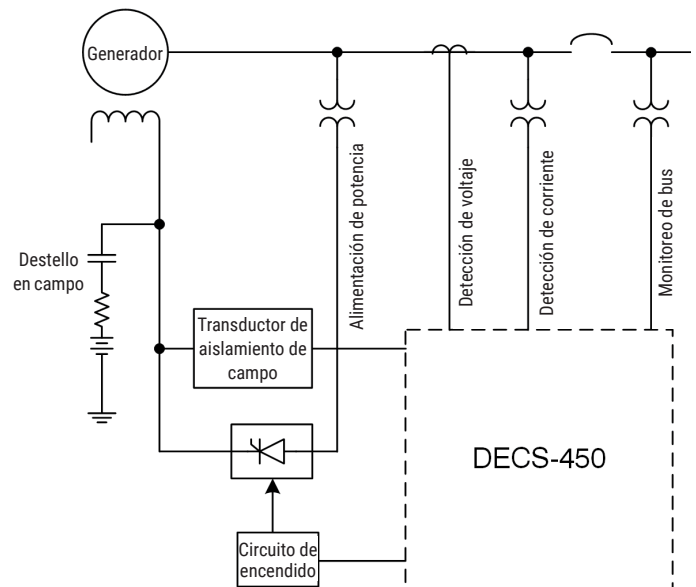 Generador
Alimentación de potencia
Detección de voltaje
Detección de corriente
Monitoreo de bus
Destello
en campo
Transductor de
aislamiento de
campo
DECS-450
Circuito de
encendido